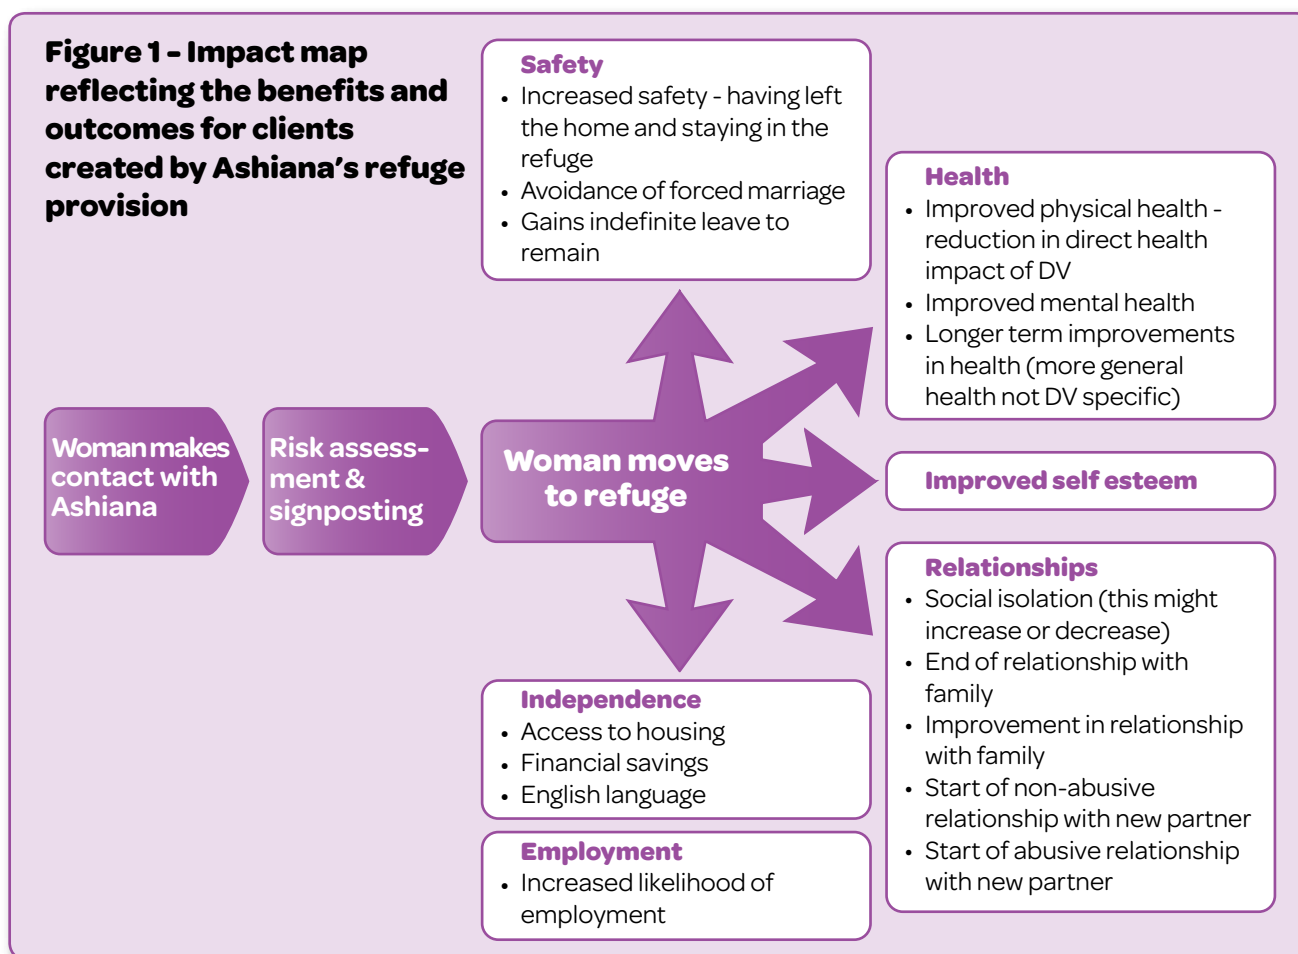 Figure 1 - Impact map
reflecting the benefits and
outcomes for clients
created by Ashiana's refuge
provision
Safety
• Increased safety - having left
the home and staying in the
refuge
• Avoidance of forced marriage
• Gains indefinite leave to
remain
Health
• Improved physical health -
reduction in direct health
impact of DV
• Improved mental health
• Longer term improvements
in health (more general
health not DV specific)
Woman makes
contact with
Ashiana
Risk assess-
ment &
signposting
Woman moves
to refuge
Improved self esteem
Relationships
• Social isolation (this might
increase or decrease)
• End of relationship with
family
• Improvement in relationship
with family
• Start of non-abusive
relationship with new partner
• Start of abusive relationship
with new partner
Independence
• Access to housing
• Financial savings
• English language
Employment
• Increased likelihood of
employment